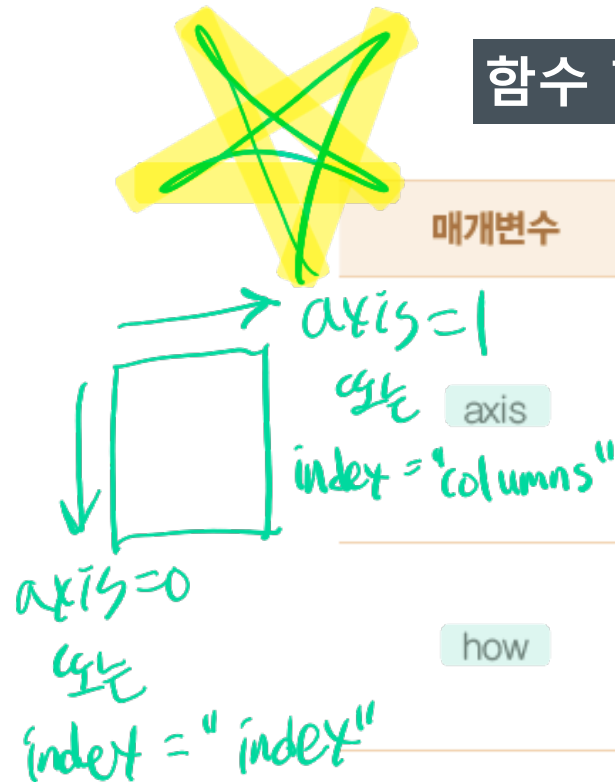 함수
매개변수
axis=1
또는
axis
index = "columns"
axis=0
또는
index = "index"
how